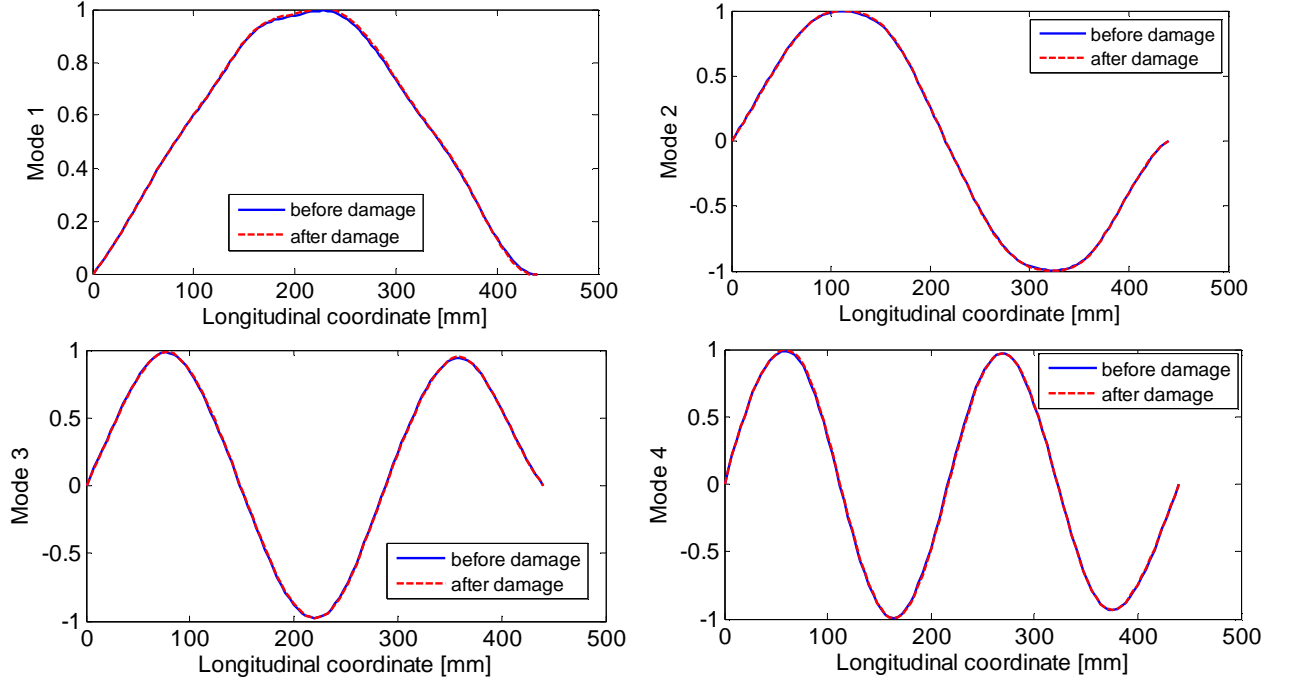 1
0.8
0.6
0.4
0.2
0
Mode 1
before damage
after damage
0 100 200 300 400 500
Longitudinal coordinate [mm]
1
0.5
0
-0.5
-1
Mode 2
before damage
after damage
0 100 200 300 400 500
Longitudinal coordinate [mm]
1
0.5
0
-0.5
-1
Mode 3
before damage
after damage
0 100 200 300 400 500
Longitudinal coordinate [mm]
1
0.5
0
-0.5
-1
Mode 4
before damage
after damage
0 100 200 300 400 500
Longitudinal coordinate [mm]